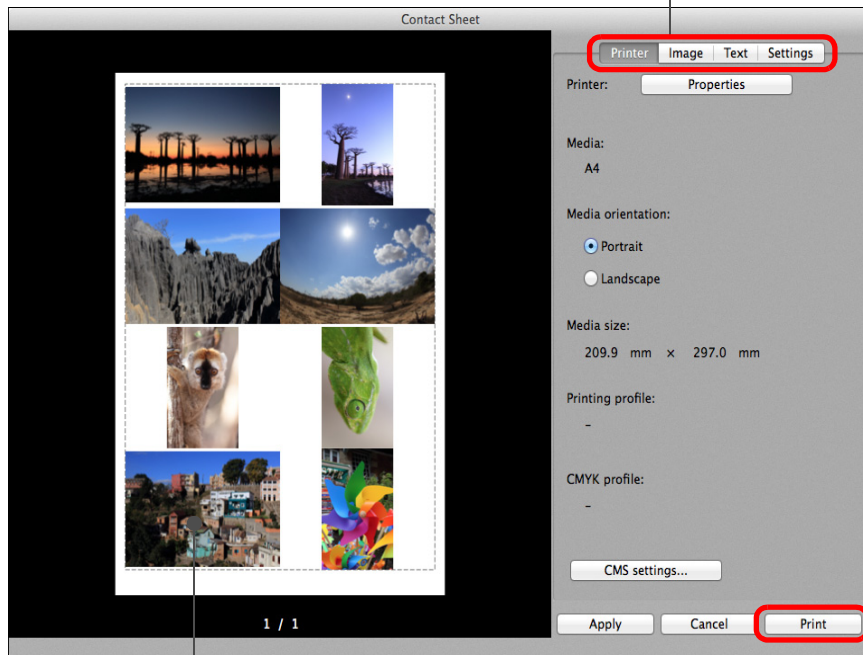 Contact Sheet
Printer Image Text Settings
Printer: Properties
Media:
A4
Media orientation:
Portrait
Landscape
Media size:
209.9 mm × 297.0 mm
Printing profile:
-
CMYK profile:
-
CMS settings...
1 / 1
Apply Cancel Print